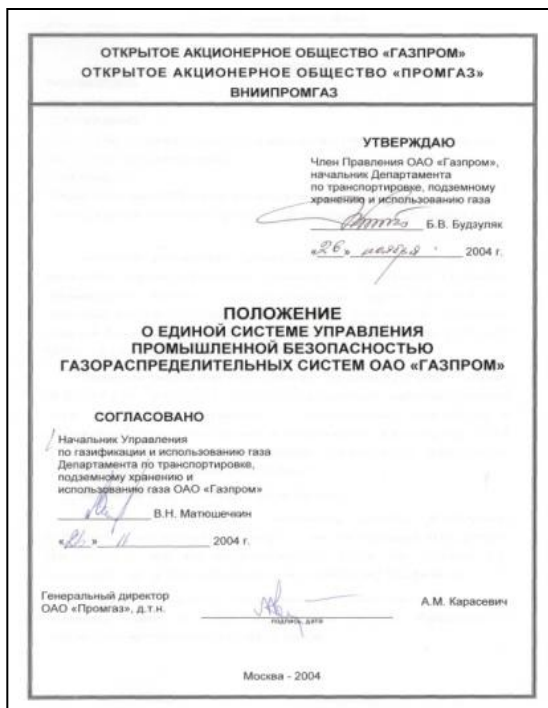 ОТКРЫТОЕ АКЦИОНЕРНОЕ ОБЩЕСТВО «ГАЗПРОМ»
ОТКРЫТОЕ АКЦИОНЕРНОЕ ОБЩЕСТВО «ПРОМГАЗ»
ВНИИПРОМГАЗ
УТВЕРЖДАЮ
Член Правления ОАО «Газпром»,
начальник Департамента
по транспортировке, подземному
хранению и использованию газа
Б.В. Будзуляк
«26» ноября 2004 г.
ПОЛОЖЕНИЕ
О ЕДИНОЙ СИСТЕМЕ УПРАВЛЕНИЯ
ПРОМЫШЛЕННОЙ БЕЗОПАСНОСТЬЮ
ГАЗОРАСПРЕДЕЛИТЕЛЬНЫХ СИСТЕМ ОАО «ГАЗПРОМ»
СОГЛАСОВАНО
Начальник Управления
по газификации и использованию газа
Департамента по транспортировке,
подземному хранению и
использованию газа ОАО «Газпром»
В.Н. Матюшечкин
« » 11 2004 г.
Генеральный директор
ОАО «Промгаз», д.т.н.
А.М. Карасевич
подпись, дата
Москва - 2004